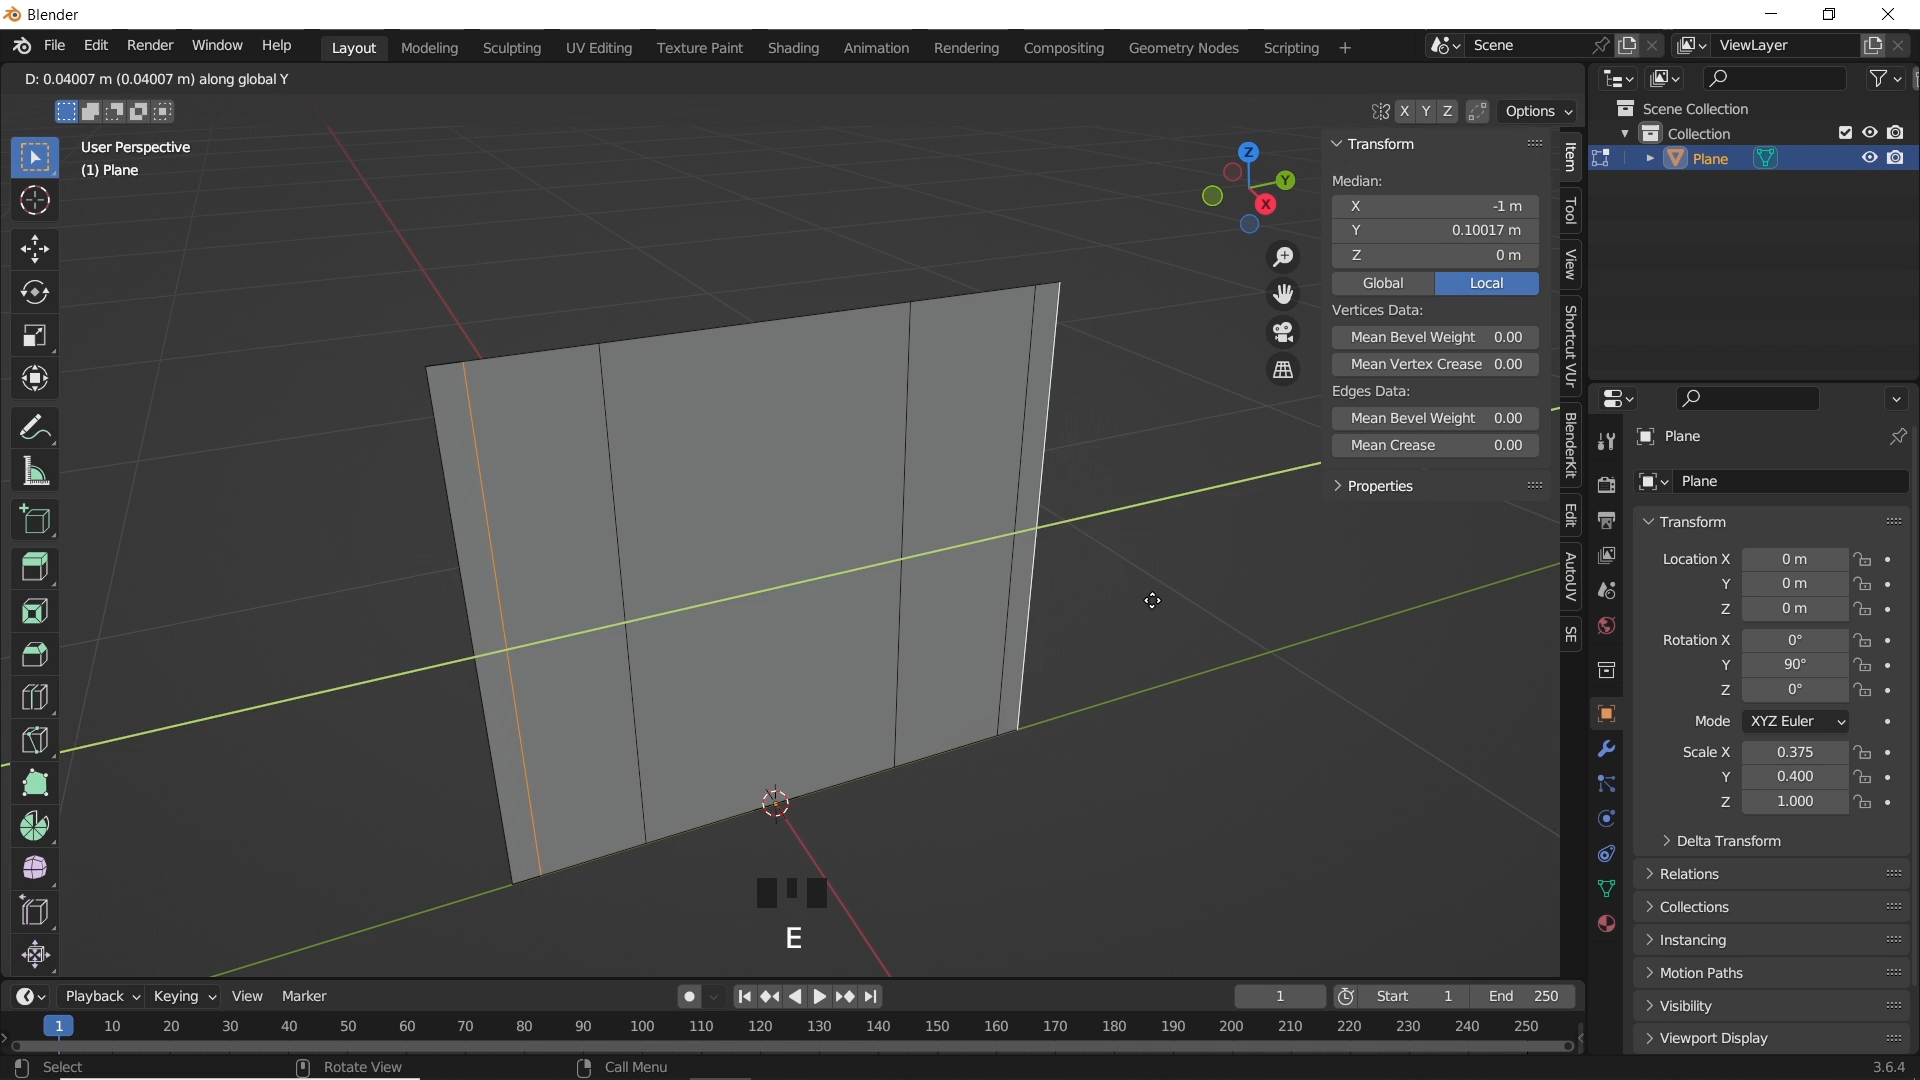 Blender
File Edit Render Window Help
Layout Modeling Sculpting UV Editing Texture Paint Shading Animation Rendering Compositing Geometry Nodes Scripting +
Scene
ViewLayer
D: 0.04007 m (0.04007 m) along global Y
X Y Z Options
User Perspective
(1) Plane
Z
Y
X
Transform
Median:
X -1 m
Y 0.10017 m
Z 0 m
Global Local
Vertices Data:
Mean Bevel Weight 0.00
Mean Vertex Crease 0.00
Edges Data:
Mean Bevel Weight 0.00
Mean Crease 0.00
Properties
Item
Tool
View
Shortcut VUr
BlenderKit
Edit
AutoUV
SE
Scene Collection
Collection
Plane
Plane
Plane
Transform
Location X 0 m
Y 0 m
Z 0 m
Rotation X 0°
Y 90°
Z 0°
Mode XYZ Euler
Scale X 0.375
Y 0.400
Z 1.000
Delta Transform
Relations
Collections
Instancing
Motion Paths
Visibility
Viewport Display
E
Playback Keying View Marker
1 Start 1 End 250
1 10 20 30 40 50 60 70 80 90 100 110 120 130 140 150 160 170 180 190 200 210 220 230 240 250
Select Rotate View Call Menu 3.6.4